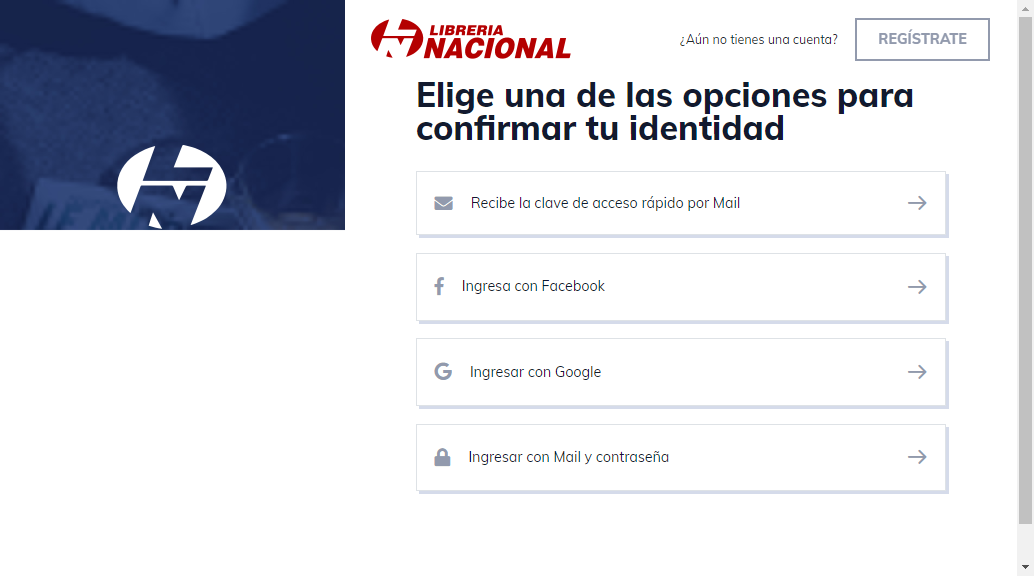 LIBRERIA
NACIONAL
¿Aún no tienes una cuenta?
REGÍSTRATE
Elige una de las opciones para
confirmar tu identidad
Recibe la clave de acceso rápido por Mail
Ingresa con Facebook
Ingresar con Google
Ingresar con Mail y contraseña